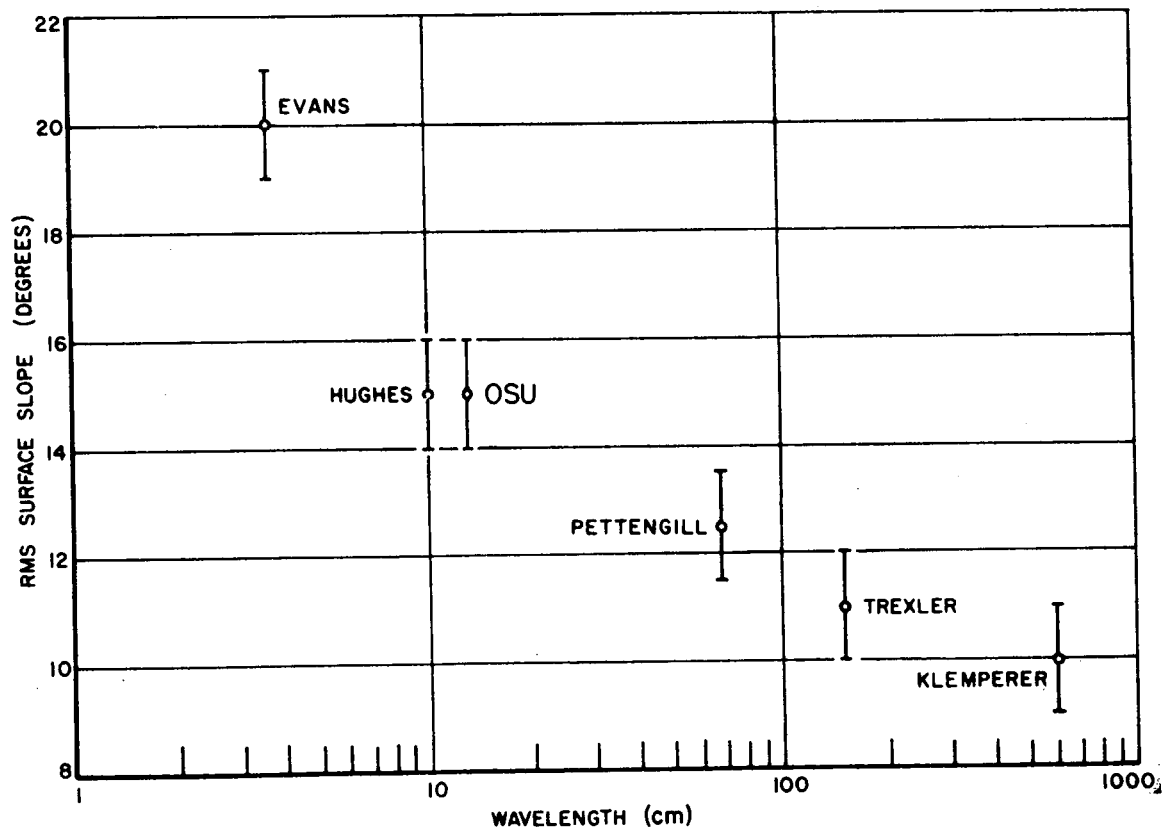 22
20
18
16
14
12
10
8
RMS SURFACE SLOPE (DEGREES)
EVANS
HUGHES
OSU
PETTENGILL
TREXLER
KLEMPERER
1
10
100
1000
WAVELENGTH (cm)